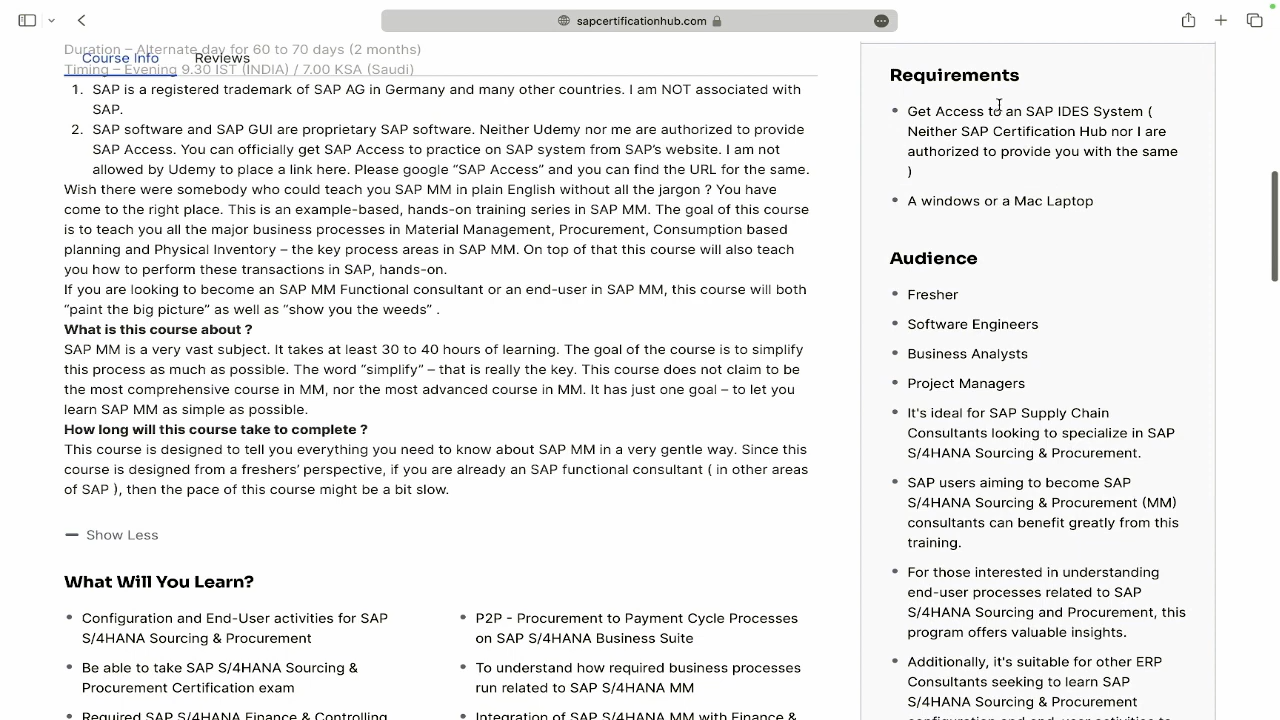 sapcertificationhub.com
Duration – Alternate day for 60 to 70 days (2 months)
Course Info
Reviews
Timing – Evening 9.30 IST (INDIA) / 7.00 KSA (Saudi)
1. SAP is a registered trademark of SAP AG in Germany and many other countries. I am NOT associated with
SAP.
2. SAP software and SAP GUI are proprietary SAP software. Neither Udemy nor me are authorized to provide
SAP Access. You can officially get SAP Access to practice on SAP system from SAP's website. I am not
allowed by Udemy to place a link here. Please google “SAP Access” and you can find the URL for the same.
Wish there were somebody who could teach you SAP MM in plain English without all the jargon ? You have
come to the right place. This is an example-based, hands-on training series in SAP MM. The goal of this course
is to teach you all the major business processes in Material Management, Procurement, Consumption based
planning and Physical Inventory – the key process areas in SAP MM. On top of that this course will also teach
you how to perform these transactions in SAP, hands-on.
If you are looking to become an SAP MM Functional consultant or an end-user in SAP MM, this course will both
“paint the big picture” as well as “show you the weeds” .
What is this course about ?
SAP MM is a very vast subject. It takes at least 30 to 40 hours of learning. The goal of the course is to simplify
this process as much as possible. The word “simplify” – that is really the key. This course does not claim to be
the most comprehensive course in MM, nor the most advanced course in MM. It has just one goal – to let you
learn SAP MM as simple as possible.
How long will this course take to complete ?
This course is designed to tell you everything you need to know about SAP MM in a very gentle way. Since this
course is designed from a freshers’ perspective, if you are already an SAP functional consultant ( in other areas
of SAP ), then the pace of this course might be a bit slow.
Show Less
What Will You Learn?
Configuration and End-User activities for SAP
S/4HANA Sourcing & Procurement
Be able to take SAP S/4HANA Sourcing &
Procurement Certification exam
Required SAP S/4HANA Finance & Controlling
P2P - Procurement to Payment Cycle Processes
on SAP S/4HANA Business Suite
To understand how required business processes
run related to SAP S/4HANA MM
Integration of SAP S/4HANA MM with Finance &
Requirements
Get Access to an SAP IDES System (
Neither SAP Certification Hub nor I are
authorized to provide you with the same
)
A windows or a Mac Laptop
Audience
Fresher
Software Engineers
Business Analysts
Project Managers
It's ideal for SAP Supply Chain
Consultants looking to specialize in SAP
S/4HANA Sourcing & Procurement.
SAP users aiming to become SAP
S/4HANA Sourcing & Procurement (MM)
consultants can benefit greatly from this
training.
For those interested in understanding
end-user processes related to SAP
S/4HANA Sourcing and Procurement, this
program offers valuable insights.
Additionally, it's suitable for other ERP
Consultants seeking to learn SAP
S/4HANA Sourcing & Procurement
configuration and end-user activities to